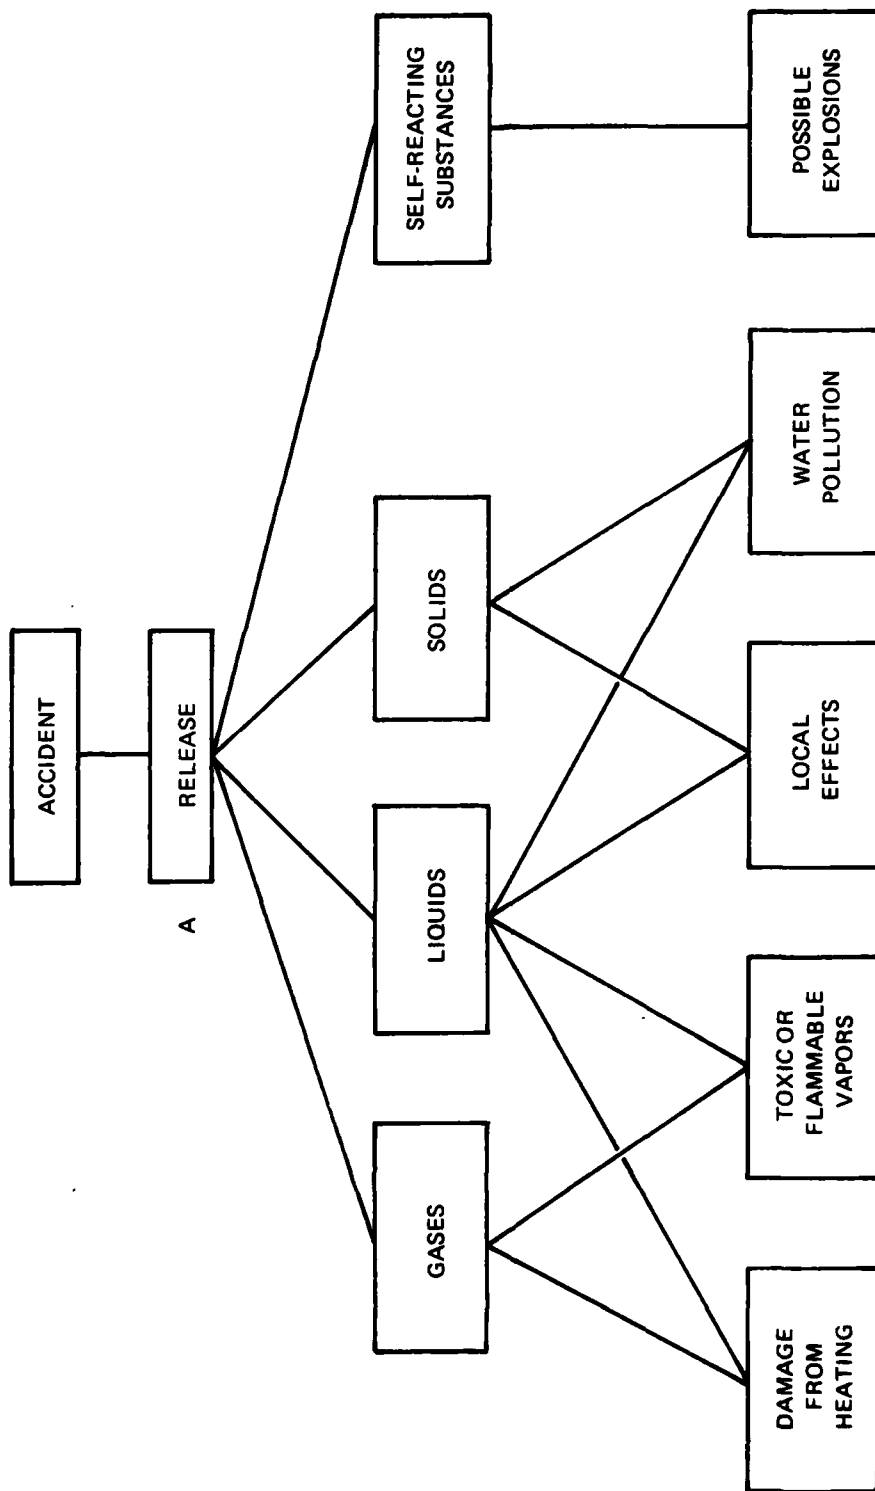 ACCIDENT
A
RELEASE
GASES
LIQUIDS
SOLIDS
SELF-REACTING
SUBSTANCES
DAMAGE
FROM
HEATING
TOXIC OR
FLAMMABLE
VAPORS
LOCAL
EFFECTS
WATER
POLLUTION
POSSIBLE
EXPLOSIONS